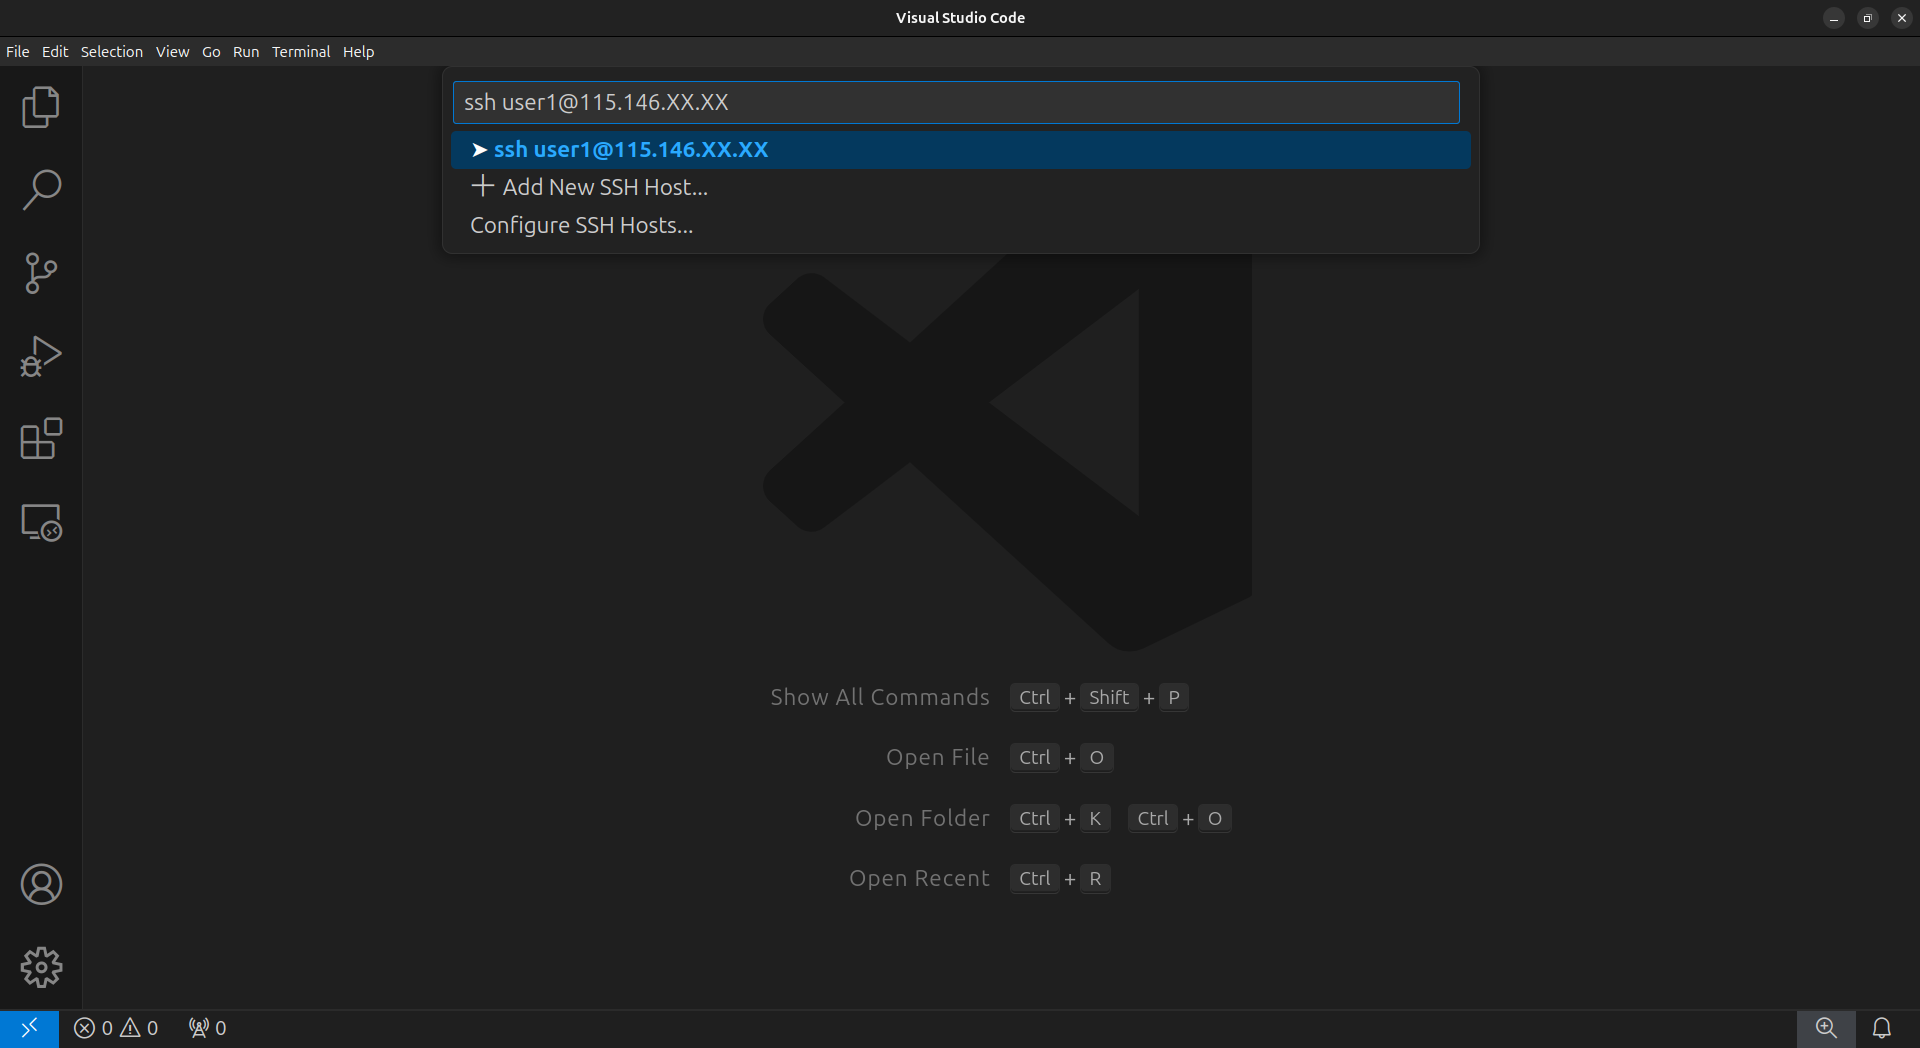 Visual Studio Code
File Edit Selection View Go Run Terminal Help
ssh user1@115.146.XX.XX
ssh user1@115.146.XX.XX
Add New SSH Host...
Configure SSH Hosts...
Show All Commands Ctrl + Shift + P
Open File Ctrl + O
Open Folder Ctrl + K Ctrl + O
Open Recent Ctrl + R
0 0 0